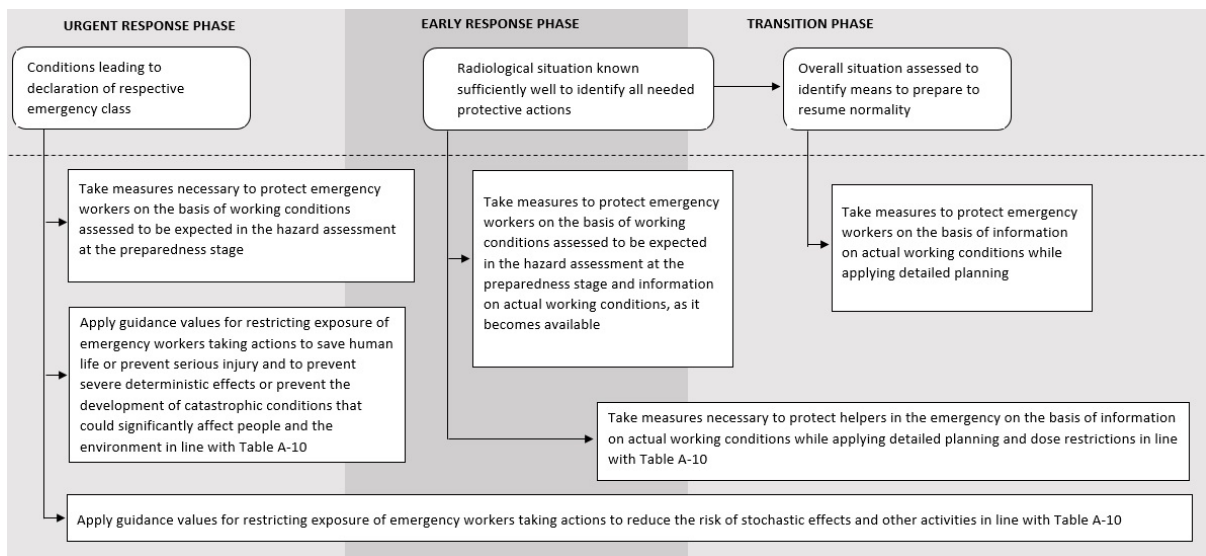 URGENT RESPONSE PHASE
EARLY RESPONSE PHASE
TRANSITION PHASE
Conditions leading to
declaration of respective
emergency class
Radiological situation known
sufficiently well to identify all needed
protective actions
Overall situation assessed to
identify means to prepare to
resume normality
Take measures necessary to protect emergency
workers on the basis of working conditions
assessed to be expected in the hazard assessment
at the preparedness stage
Take measures to protect emergency
workers on the basis of working
conditions assessed to be expected
in the hazard assessment at the
preparedness stage and information
on actual working conditions, as it
becomes available
Take measures to protect emergency
workers on the basis of information
on actual working conditions while
applying detailed planning
Apply guidance values for restricting exposure of
emergency workers taking actions to save human
life or prevent serious injury and to prevent
severe deterministic effects or prevent the
development of catastrophic conditions that
could significantly affect people and the
environment in line with Table A-10
Take measures necessary to protect helpers in the emergency on the basis of information
on actual working conditions while applying detailed planning and dose restrictions in line
with Table A-10
Apply guidance values for restricting exposure of emergency workers taking actions to reduce the risk of stochastic effects and other activities in line with Table A-10